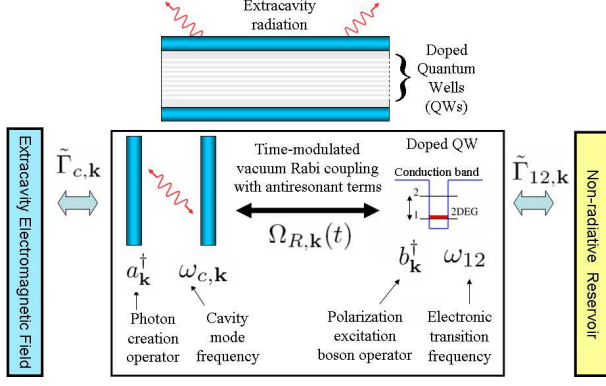 Extracavity
radiation
Doped
Quantum
Wells
(QWs)
Extracavity Electromagnetic Field
Γ̃c,k
Time-modulated
vacuum Rabi coupling
with antiresonant terms
ΩR,k(t)
Doped QW
Conduction band
2
1
2DEG
Γ̃12,k
Non-radiative Reservoir
a†k
ωc,k
b†k
ω12
Photon
creation
operator
Cavity
mode
frequency
Polarization
excitation
boson operator
Electronic
transition
frequency